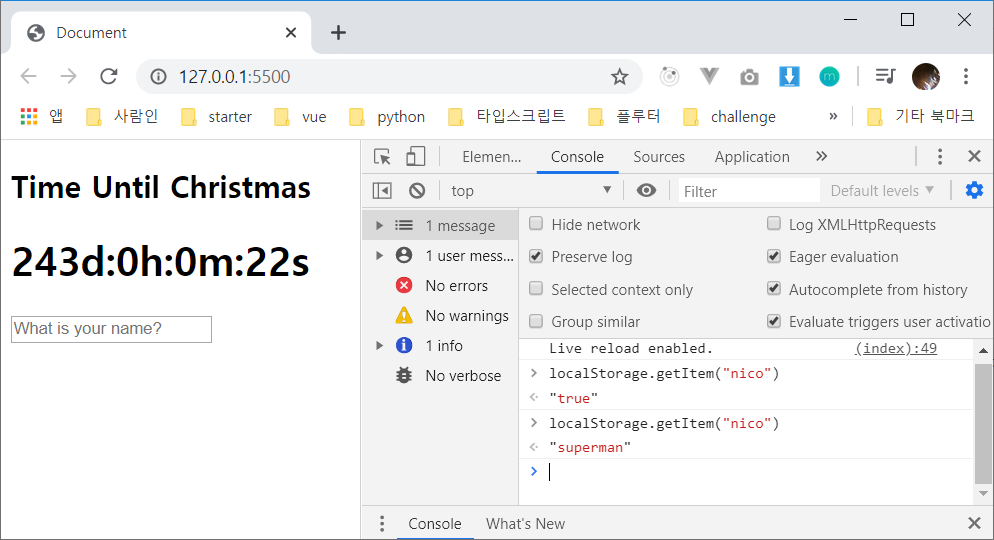 Document
127.0.0.1:5500
앱 사람인 starter vue python 타입스크립트 플루터 challenge » 기타 북마크
Time Until Christmas
243d:0h:0m:22s
What is your name?
Elemen... Console Sources Application »
top Filter Default levels
1 message
1 user mess...
No errors
No warnings
1 info
No verbose
Hide network Log XMLHttpRequests
Preserve log Eager evaluation
Selected context only Autocomplete from history
Group similar Evaluate triggers user activatio
Live reload enabled. (index):49
> localStorage.getItem("nico")
"true"
> localStorage.getItem("nico")
"superman"
>
Console What's New